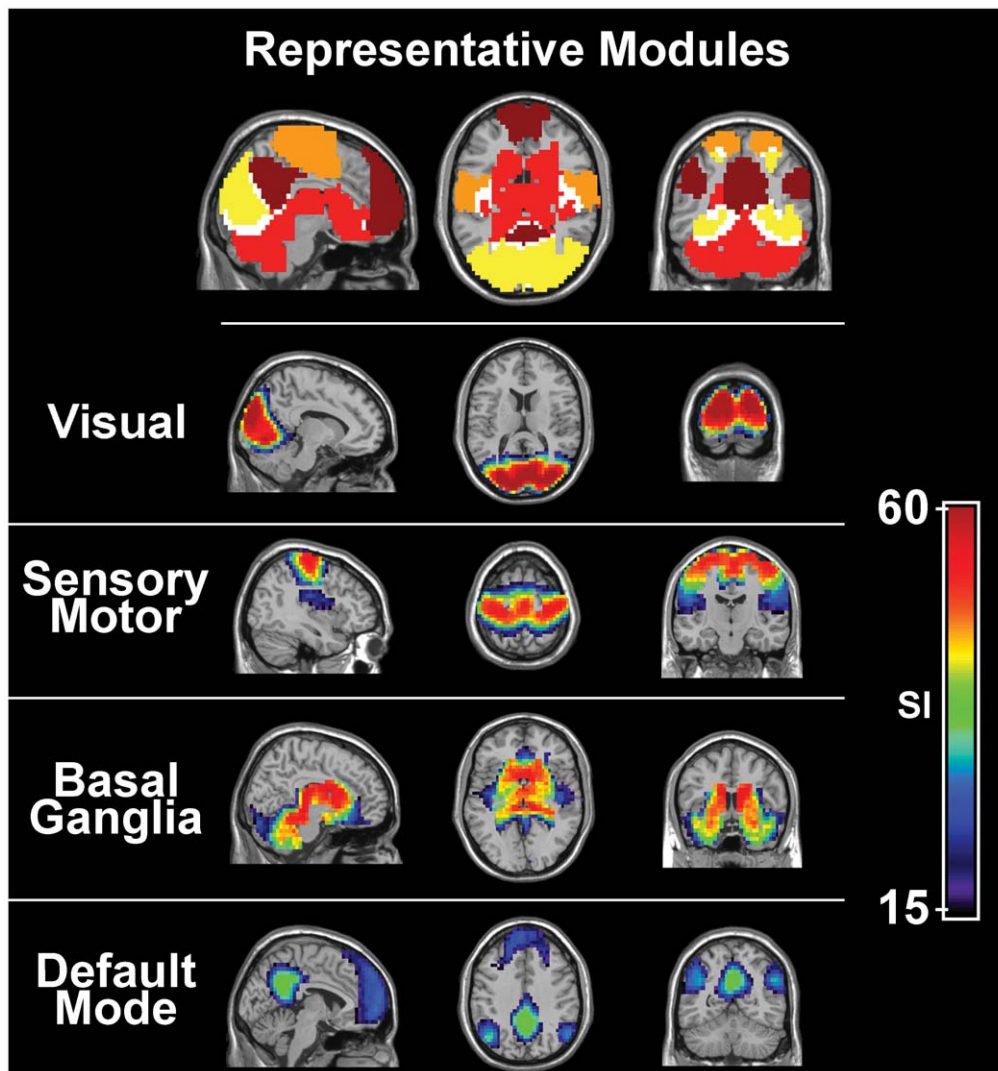 Representative Modules
Visual
Sensory
Motor
Basal
Ganglia
Default
Mode
60
SI
15